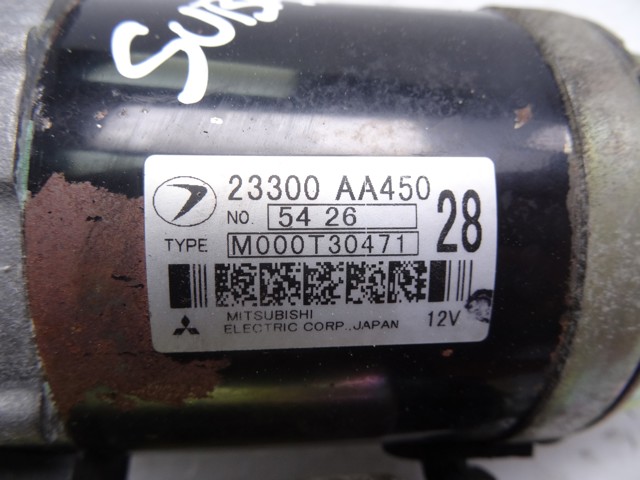 23300 AA450
NO. 54 26
TYPE M000T30471
28
MITSUBISHI
ELECTRIC CORP., JAPAN 12V